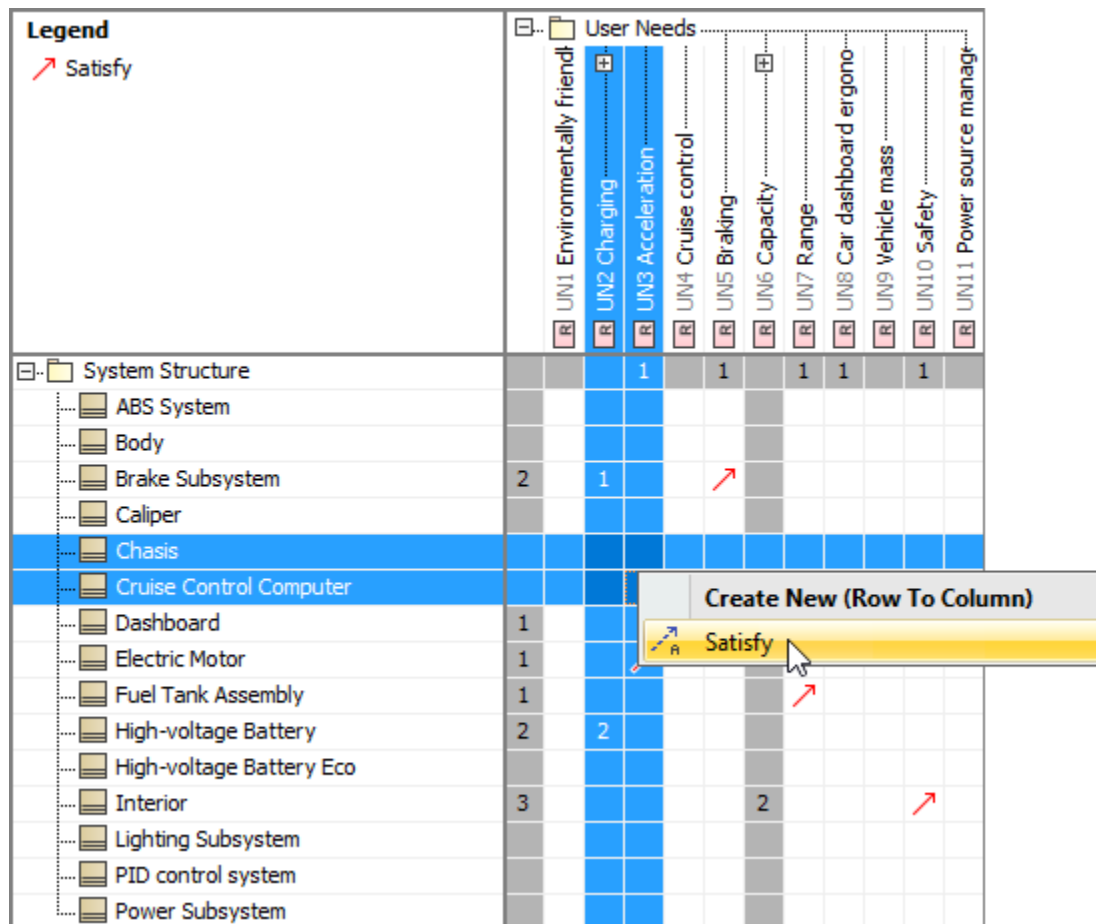 Legend
Satisfy
User Needs
UN1 Environmentally friendl
UN2 Charging
UN3 Acceleration
UN4 Cruise control
UN5 Braking
UN6 Capacity
UN7 Range
UN8 Car dashboard ergono
UN9 Vehicle mass
UN10 Safety
UN11 Power source manag
R R R R R R R R R R R
System Structure 1 1 1 1 1
ABS System
Body
Brake Subsystem 2 1
Caliper
Chasis
Cruise Control Computer
Create New (Row To Column)
Dashboard 1
A Satisfy
Electric Motor 1
Fuel Tank Assembly 1
High-voltage Battery 2 2
High-voltage Battery Eco
Interior 3 2
Lighting Subsystem
PID control system
Power Subsystem